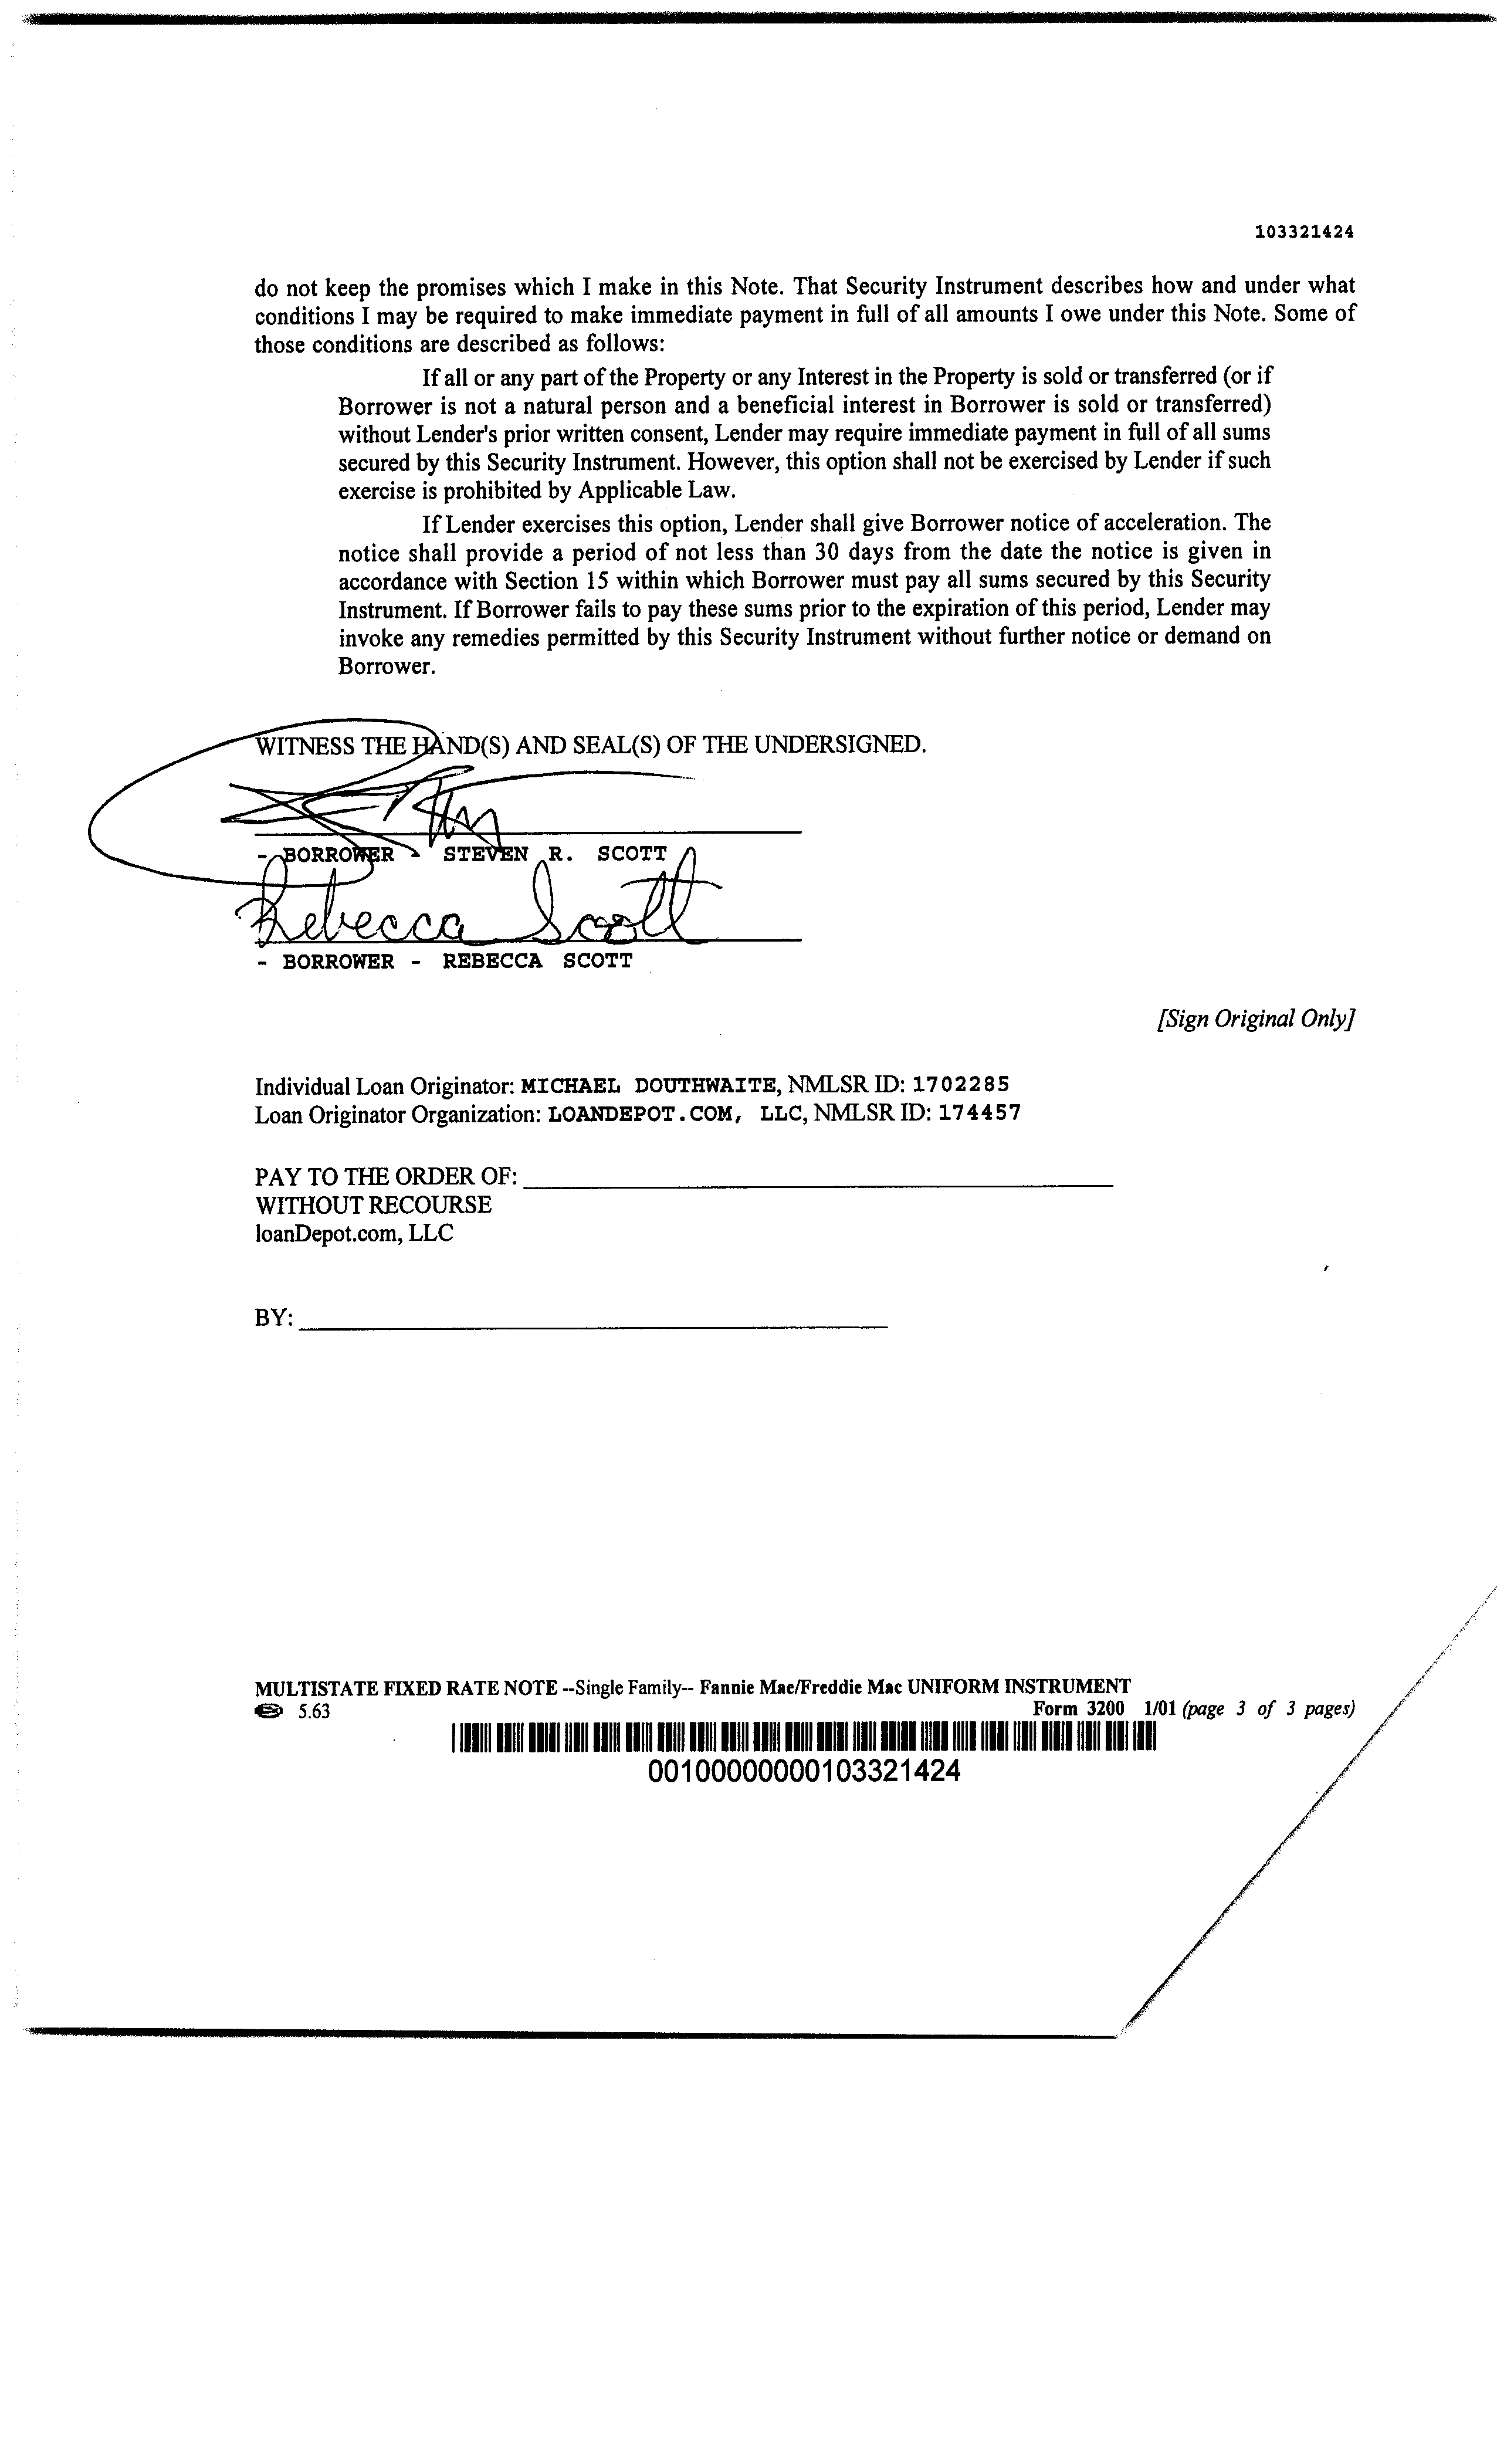 103321424
do not keep the promises which I make in this Note. That Security Instrument describes how and under what
conditions I may be required to make immediate payment in full of all amounts I owe under this Note. Some of
those conditions are described as follows:
If all or any part of the Property or any Interest in the Property is sold or transferred (or if
Borrower is not a natural person and a beneficial interest in Borrower is sold or transferred)
without Lender's prior written consent, Lender may require immediate payment in full of all sums
secured by this Security Instrument. However, this option shall not be exercised by Lender if such
exercise is prohibited by Applicable Law.
If Lender exercises this option, Lender shall give Borrower notice of acceleration. The
notice shall provide a period of not less than 30 days from the date the notice is given in
accordance with Section 15 within which Borrower must pay all sums secured by this Security
Instrument. If Borrower fails to pay these sums prior to the expiration of this period, Lender may
invoke any remedies permitted by this Security Instrument without further notice or demand on
Borrower.
WITNESS THE HAND(S) AND SEAL(S) OF THE UNDERSIGNED.
- BORROWER - STEVEN R. SCOTT
Rebecca Scott
- BORROWER - REBECCA SCOTT
[Sign Original Only]
Individual Loan Originator: MICHAEL DOUTHWAITE, NMLSR ID: 1702285
Loan Originator Organization: LOANDEPOT.COM, LLC, NMLSR ID: 174457
PAY TO THE ORDER OF:
WITHOUT RECOURSE
loanDepot.com, LLC
BY:
MULTISTATE FIXED RATE NOTE --Single Family-- Fannie Mae/Freddie Mac UNIFORM INSTRUMENT
5.63 Form 3200 1/01 (page 3 of 3 pages)
00100000000103321424